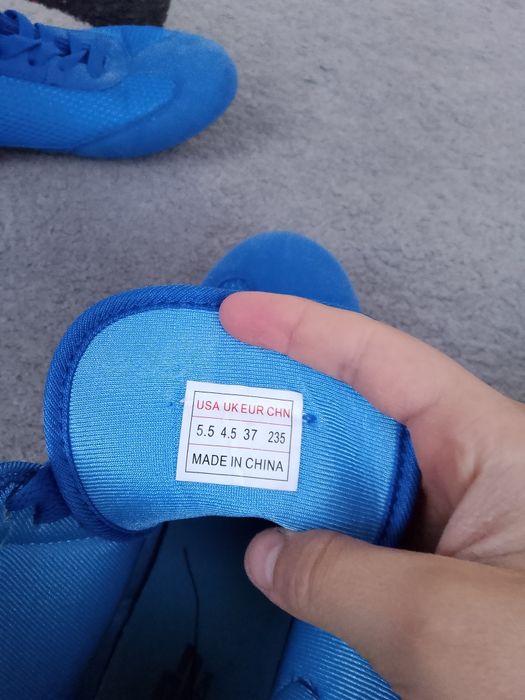 USA UK EUR CHN
5.5 4.5 37 235
MADE IN CHINA